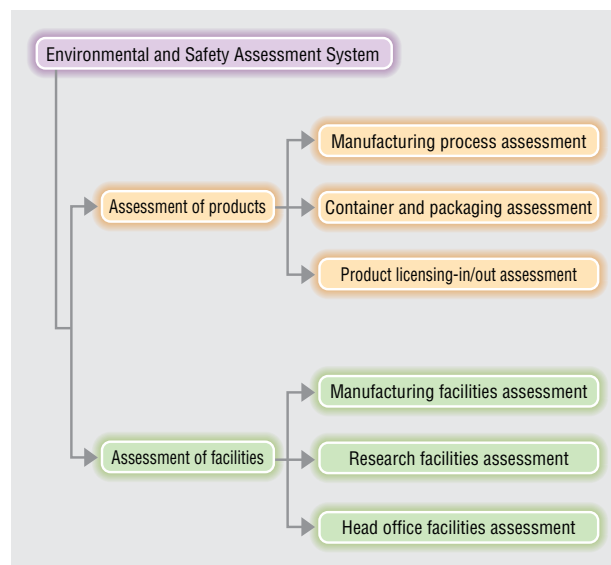 Environmental and Safety Assessment System
Manufacturing process assessment
Assessment of products
Container and packaging assessment
Product licensing-in/out assessment
Manufacturing facilities assessment
Assessment of facilities
Research facilities assessment
Head office facilities assessment